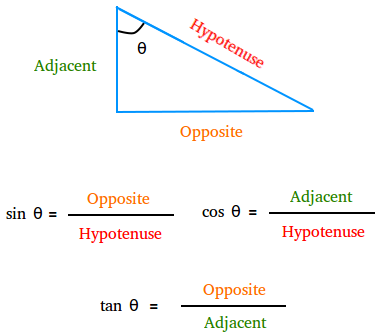 Hypotenuse
θ
Adjacent
Opposite
sin θ = Opposite / Hypotenuse
cos θ = Adjacent / Hypotenuse
tan θ = Opposite / Adjacent